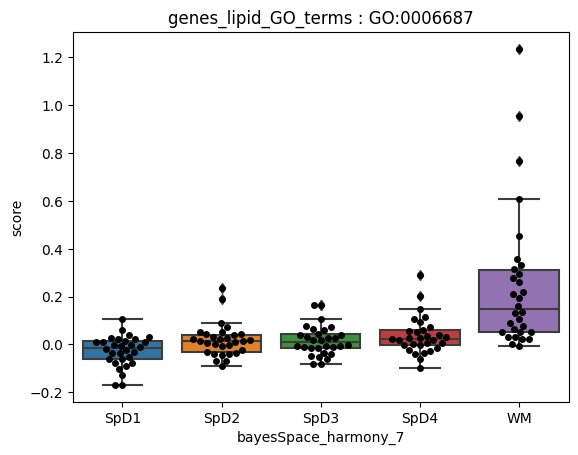 genes_lipid_GO_terms : GO:0006687
1.2
1.0
0.8
0.6
0.4
0.2
0.0
−0.2
score
SpD1 SpD2 SpD3 SpD4 WM
bayesSpace_harmony_7